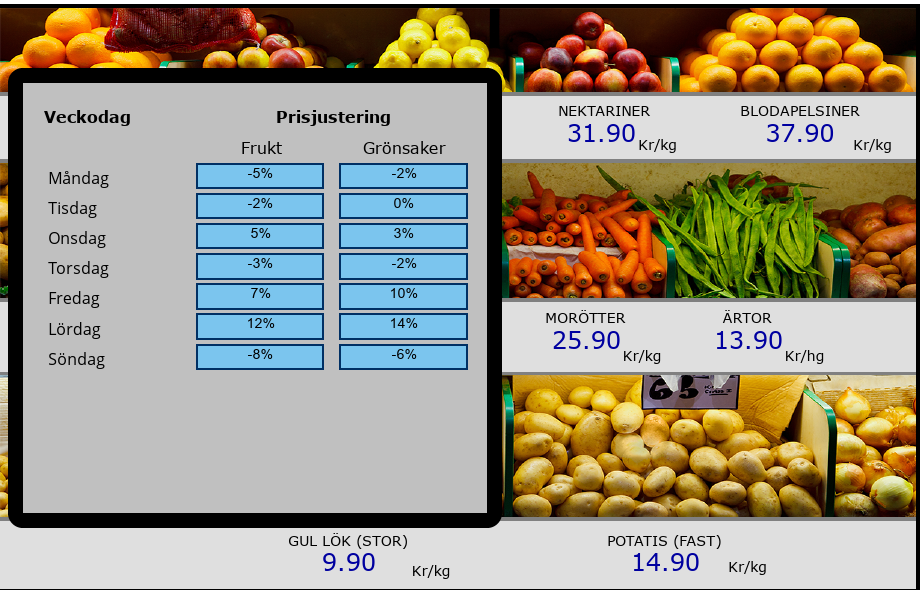 Veckodag Prisjustering
Frukt Grönsaker
Måndag -5% -2%
Tisdag -2% 0%
Onsdag 5% 3%
Torsdag -3% -2%
Fredag 7% 10%
Lördag 12% 14%
Söndag -8% -6%
NEKTARINER
31.90 Kr/kg
BLODAPELSINER
37.90 Kr/kg
MORÖTTER
25.90 Kr/kg
ÄRTOR
13.90 Kr/hg
GUL LÖK (STOR)
9.90 Kr/kg
POTATIS (FAST)
14.90 Kr/kg